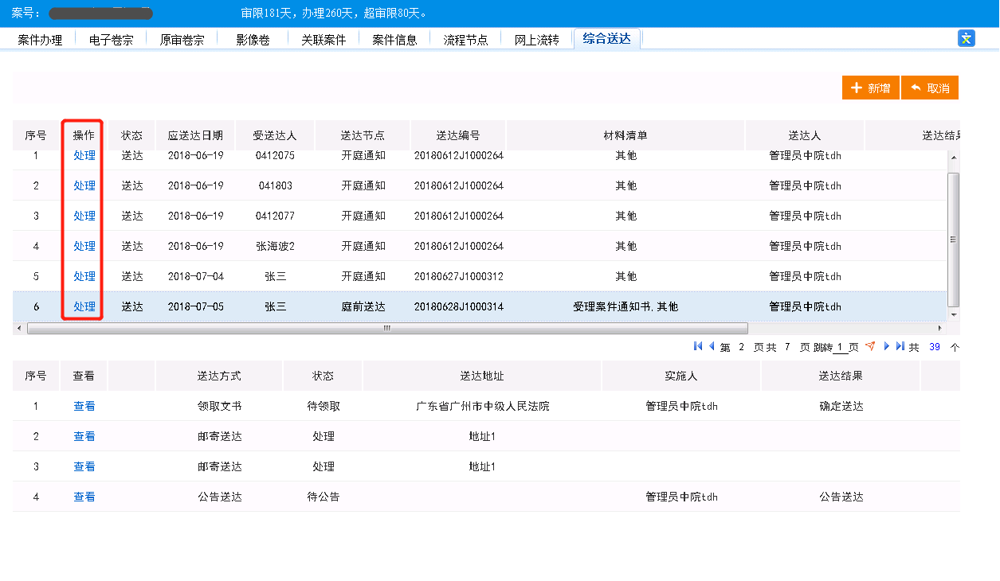 案号： 审限181天，办理260天，超审限80天。
案件办理 电子卷宗 原审卷宗 影像卷 关联案件 案件信息 流程节点 网上流转 综合送达
新增 取消
序号 操作 状态 应送达日期 受送达人 送达节点 送达编号 材料清单 送达人 送达结果
1 处理 送达 2018-06-19 0412075 开庭通知 20180612J1000264 其他 管理员中院tdh
2 处理 送达 2018-06-19 041803 开庭通知 20180612J1000264 其他 管理员中院tdh
3 处理 送达 2018-06-19 0412077 开庭通知 20180612J1000264 其他 管理员中院tdh
4 处理 送达 2018-06-19 张海波2 开庭通知 20180612J1000264 其他 管理员中院tdh
5 处理 送达 2018-07-04 张三 开庭通知 20180627J1000312 其他 管理员中院tdh
6 处理 送达 2018-07-05 张三 庭前送达 20180628J1000314 受理案件通知书,其他 管理员中院tdh
第 2 页共 7 页 跳转 1 页 共 39 个
序号 查看 送达方式 状态 送达地址 实施人 送达结果
1 查看 领取文书 待领取 广东省广州市中级人民法院 管理员中院tdh 确定送达
2 查看 邮寄送达 处理 地址1
3 查看 邮寄送达 处理 地址1
4 查看 公告送达 待公告 管理员中院tdh 公告送达